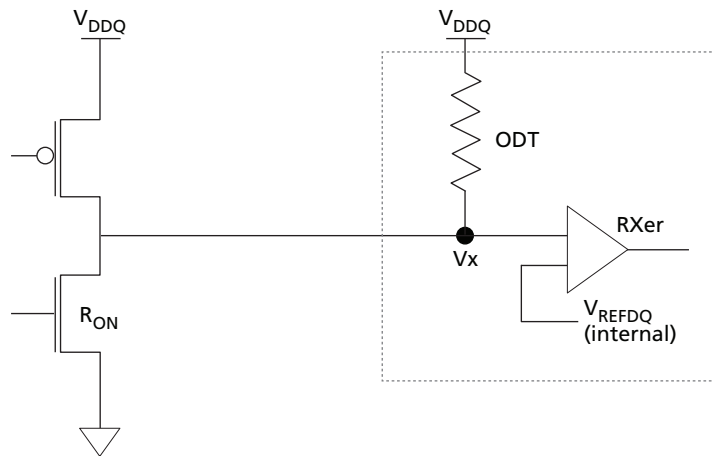 VDDQ
VDDQ
ODT
RXer
Vx
RON
VREFDQ
(internal)